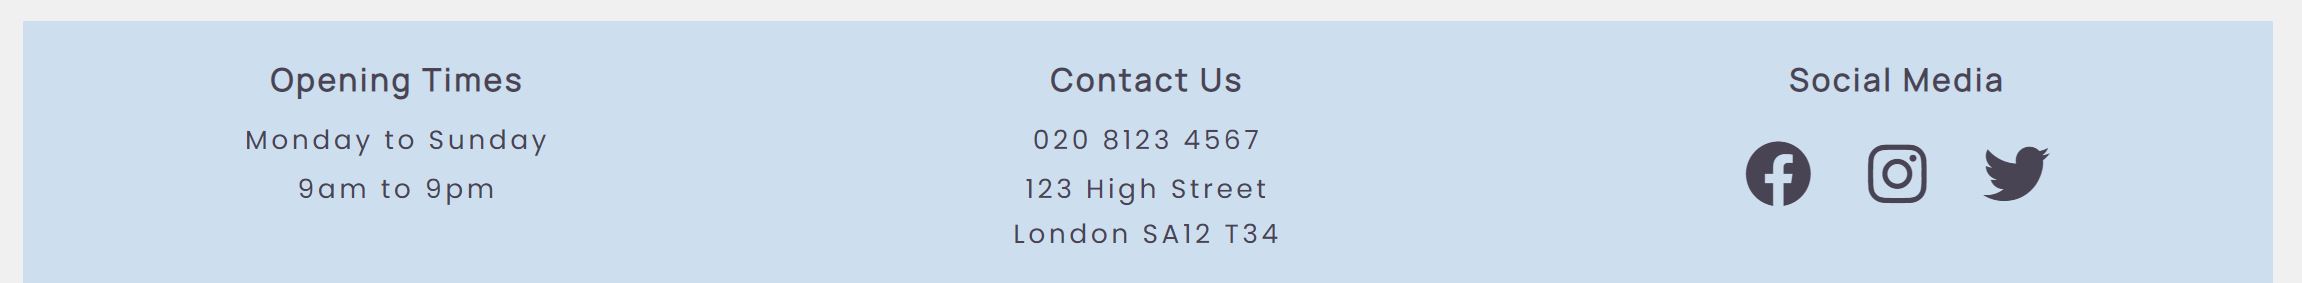 Opening Times
Monday to Sunday
9am to 9pm
Contact Us
020 8123 4567
123 High Street
London SA12 T34
Social Media